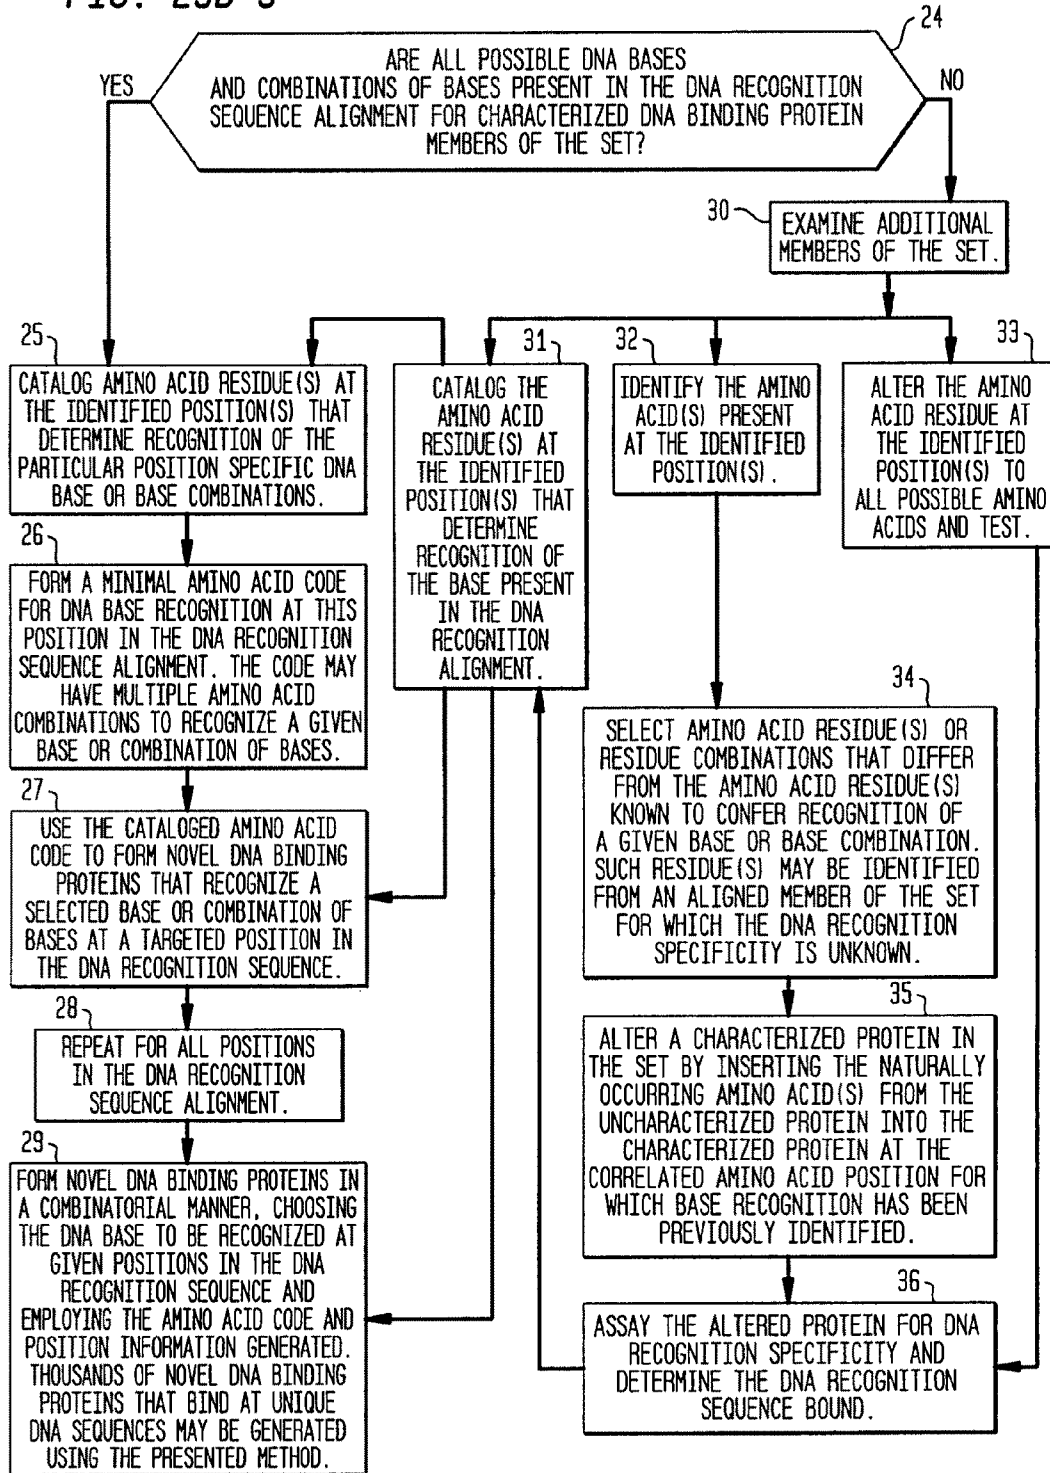 FIG. 25B-3
24
ARE ALL POSSIBLE DNA BASES
AND COMBINATIONS OF BASES PRESENT IN THE DNA RECOGNITION
SEQUENCE ALIGNMENT FOR CHARACTERIZED DNA BINDING PROTEIN
MEMBERS OF THE SET?
YES
NO
30
EXAMINE ADDITIONAL
MEMBERS OF THE SET.
25
CATALOG AMINO ACID RESIDUE(S) AT
THE IDENTIFIED POSITION(S) THAT
DETERMINE RECOGNITION OF THE
PARTICULAR POSITION SPECIFIC DNA
BASE OR BASE COMBINATIONS.
31
CATALOG THE
AMINO ACID
RESIDUE(S) AT
THE IDENTIFIED
POSITION(S) THAT
DETERMINE
RECOGNITION OF
THE BASE PRESENT
IN THE DNA
RECOGNITION
ALIGNMENT.
32
IDENTIFY THE AMINO
ACID(S) PRESENT
AT THE IDENTIFIED
POSITION(S).
33
ALTER THE AMINO
ACID RESIDUE AT
THE IDENTIFIED
POSITION(S) TO
ALL POSSIBLE AMINO
ACIDS AND TEST.
26
FORM A MINIMAL AMINO ACID CODE
FOR DNA BASE RECOGNITION AT THIS
POSITION IN THE DNA RECOGNITION
SEQUENCE ALIGNMENT. THE CODE MAY
HAVE MULTIPLE AMINO ACID
COMBINATIONS TO RECOGNIZE A GIVEN
BASE OR COMBINATION OF BASES.
34
SELECT AMINO ACID RESIDUE(S) OR
RESIDUE COMBINATIONS THAT DIFFER
FROM THE AMINO ACID RESIDUE(S)
KNOWN TO CONFER RECOGNITION OF
A GIVEN BASE OR BASE COMBINATION.
SUCH RESIDUE(S) MAY BE IDENTIFIED
FROM AN ALIGNED MEMBER OF THE SET
FOR WHICH THE DNA RECOGNITION
SPECIFICITY IS UNKNOWN.
27
USE THE CATALOGED AMINO ACID
CODE TO FORM NOVEL DNA BINDING
PROTEINS THAT RECOGNIZE A
SELECTED BASE OR COMBINATION OF
BASES AT A TARGETED POSITION IN
THE DNA RECOGNITION SEQUENCE.
28
REPEAT FOR ALL POSITIONS
IN THE DNA RECOGNITION
SEQUENCE ALIGNMENT.
35
ALTER A CHARACTERIZED PROTEIN IN
THE SET BY INSERTING THE NATURALLY
OCCURRING AMINO ACID(S) FROM THE
UNCHARACTERIZED PROTEIN INTO THE
CHARACTERIZED PROTEIN AT THE
CORRELATED AMINO ACID POSITION FOR
WHICH BASE RECOGNITION HAS BEEN
PREVIOUSLY IDENTIFIED.
29
FORM NOVEL DNA BINDING PROTEINS IN
A COMBINATORIAL MANNER, CHOOSING
THE DNA BASE TO BE RECOGNIZED AT
GIVEN POSITIONS IN THE DNA
RECOGNITION SEQUENCE AND
EMPLOYING THE AMINO ACID CODE AND
POSITION INFORMATION GENERATED.
THOUSANDS OF NOVEL DNA BINDING
PROTEINS THAT BIND AT UNIQUE
DNA SEQUENCES MAY BE GENERATED
USING THE PRESENTED METHOD.
36
ASSAY THE ALTERED PROTEIN FOR DNA
RECOGNITION SPECIFICITY AND
DETERMINE THE DNA RECOGNITION
SEQUENCE BOUND.